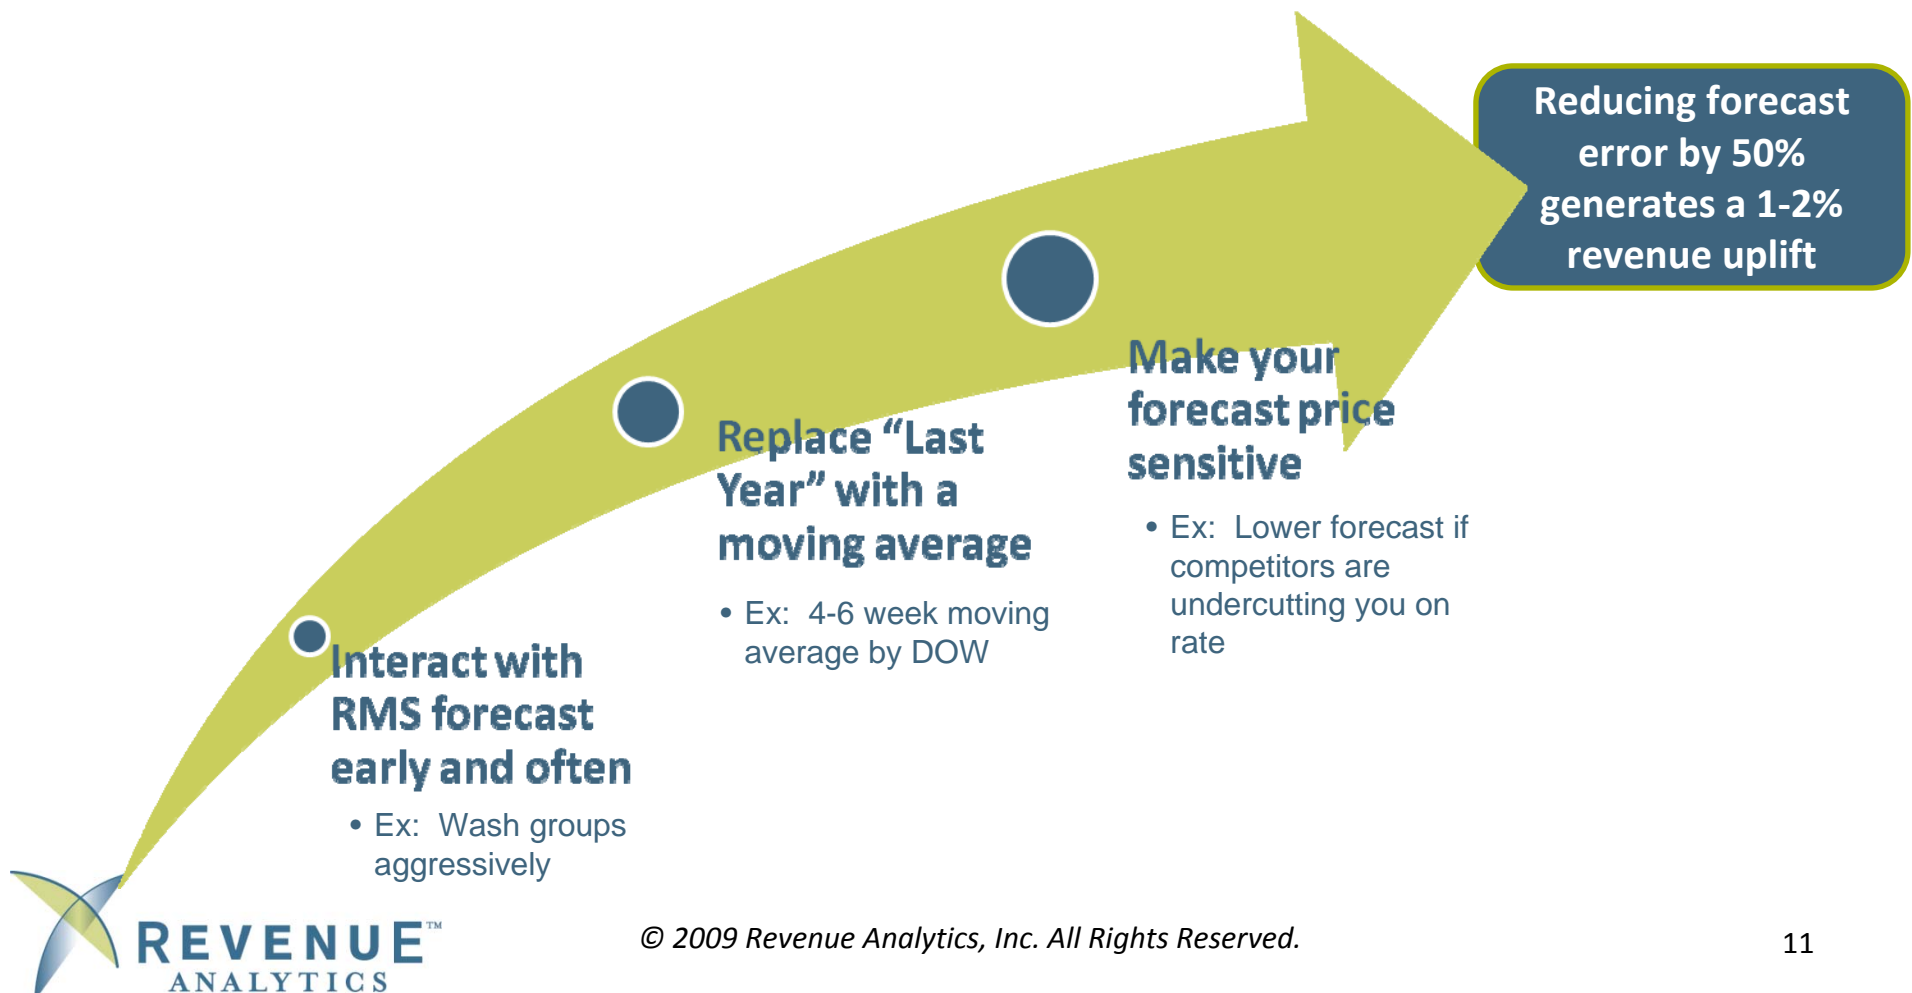 Reducing forecast
error by 50%
generates a 1-2%
revenue uplift
Make your
forecast price
sensitive
• Ex: Lower forecast if
competitors are
undercutting you on
rate
Replace “Last
Year” with a
moving average
• Ex: 4-6 week moving
average by DOW
Interact with
RMS forecast
early and often
• Ex: Wash groups
aggressively
REVENUE™
ANALYTICS
© 2009 Revenue Analytics, Inc. All Rights Reserved.
11